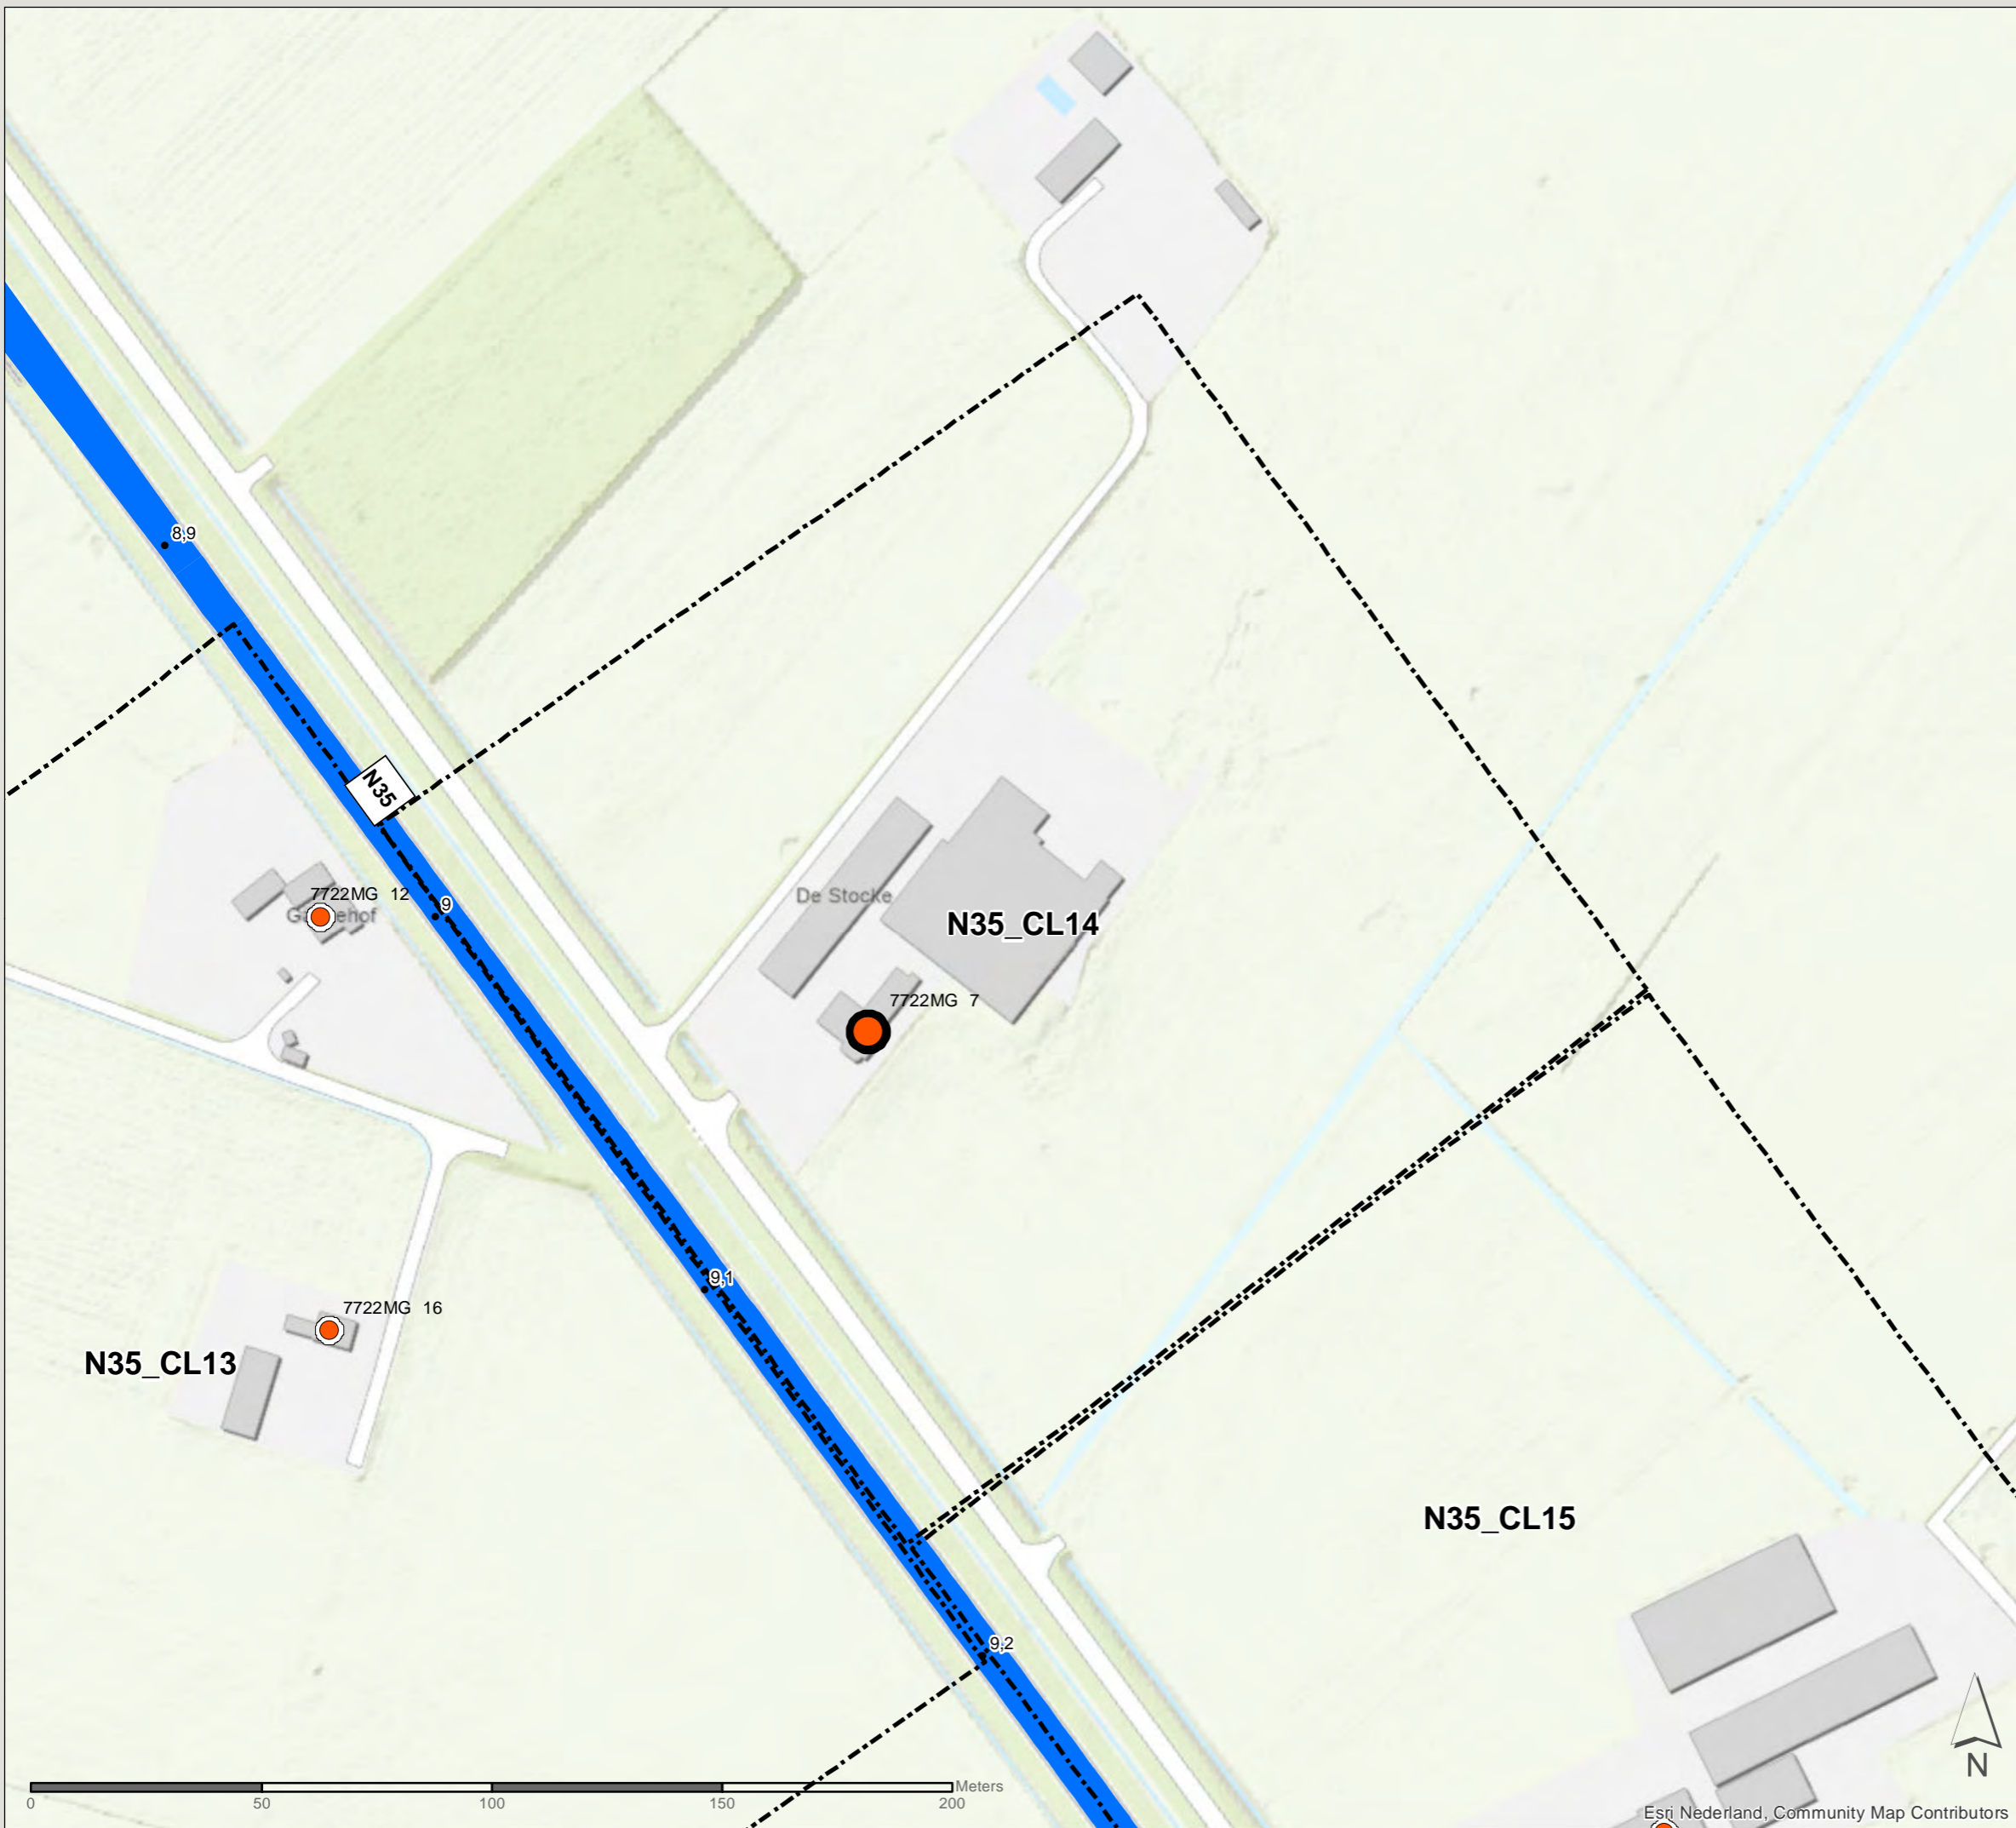 8,9
N35
7722MG 12
9
De Stocke
N35_CL14
7722MG 7
9,1
7722MG 16
N35_CL13
N35_CL15
9,2
Meters
0 50 100 150 200
N
Esri Nederland, Community Map Contributors